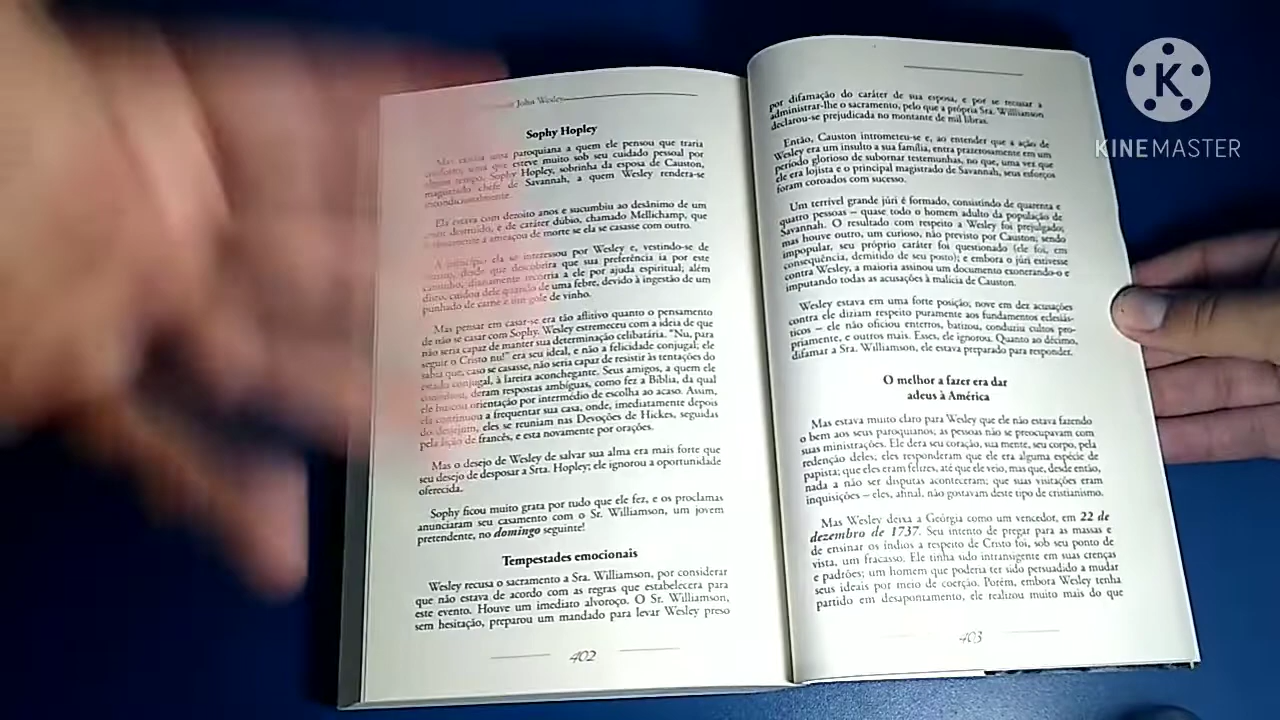 John Wesley
Sophy Hopley
Mas existia uma paroquiana a quem ele pensou que traria
conforto, uma que esteve muito sob seu cuidado pessoal por
algum tempo. Sophy Hopley, sobrinha da esposa de Causton,
magistrado chefe de Savannah, a quem Wesley rendera-se
incondicionalmente.
Ela estava com dezoito anos e sucumbiu ao desânimo de um
amor destruído, e de caráter dúbio, chamado Mellichamp, que
a ameaçou de morte se ela se casasse com outro.
A princípio ela se interessou por Wesley e, vestindo-se de
desde que descobrira que sua preferência ia por este
caminho, diariamente recorria a ele por ajuda espiritual; além
disto, cuidou dele quando de uma febre, devido à ingestão de um
punhado de carne e um gole de vinho.
Mas pensar em casar-se era tão aflitivo quanto o pensamento
de não se casar com Sophy. Wesley estremeceu com a ideia de que
não seria capaz de manter sua determinação celibatária. "Nu, para
seguir o Cristo nu!" era seu ideal, e não a felicidade conjugal; ele
sabia que, caso se casasse, não seria capaz de resistir às tentações do
estado conjugal, à lareira aconchegante. Seus amigos, a quem ele
consultou, deram respostas ambíguas, como fez a Bíblia, da qual
ele buscou orientação por intermédio de escolha ao acaso. Assim,
ela continuou a frequentar sua casa, onde, imediatamente depois
do desjejum, eles se reuniam nas Devoções de Hickes, seguidas
pela lição de francês, e esta novamente por orações.
Mas o desejo de Wesley de salvar sua alma era mais forte que
seu desejo de desposar a Srta. Hopley; ele ignorou a oportunidade
oferecida.
Sophy ficou muito grata por tudo que ele fez, e os proclamas
anunciaram seu casamento com o Sr. Williamson, um jovem
pretendente, no domingo seguinte!
Tempestades emocionais
Wesley recusa o sacramento a Sra. Williamson, por considerar
que não estava de acordo com as regras que estabelecera para
este evento. Houve um imediato alvoroço. O Sr. Williamson,
sem hesitação, preparou um mandado para levar Wesley preso
402
por difamação do caráter de sua esposa, e por se recusar a
administrar-lhe o sacramento, pelo que a própria Sra. Williamson
declarou-se prejudicada no montante de mil libras.
Então, Causton intrometeu-se e, ao entender que a ação de
Wesley era um insulto a sua família, entra prazerosamente em um
período glorioso de subornar testemunhas, no que, uma vez que
ele era lojista e o principal magistrado de Savannah, seus esforços
foram coroados com sucesso.
Um terrível grande júri é formado, consistindo de quarenta e
quatro pessoas – quase todo o homem adulto da população de
Savannah. O resultado com respeito a Wesley foi prejulgado;
mas houve outro, um curioso, não previsto por Causton; sendo
impopular, seu próprio caráter foi questionado (ele foi, em
consequência, demitido de seu posto); e embora o júri estivesse
contra Wesley, a maioria assinou um documento exonerando-o e
imputando todas as acusações à malícia de Causton.
Wesley estava em uma forte posição; nove em dez acusações
contra ele diziam respeito puramente aos fundamentos eclesiás-
ticos – ele não oficiou enterros, batizou, conduziu cultos pro-
priamente, e outros mais. Esses, ele ignorou. Quanto ao décimo,
difamar a Sra. Williamson, ele estava preparado para responder.
O melhor a fazer era dar
adeus à América
Mas estava muito claro para Wesley que ele não estava fazendo
o bem aos seus paroquianos; as pessoas não se preocupavam com
suas ministrações. Ele dera seu coração, sua mente, seu corpo, pela
redenção deles; eles responderam que ele era alguma espécie de
papista; que eles eram felizes, até que ele veio, mas que, desde então,
nada a não ser disputas aconteceram; que suas visitações eram
inquisições – eles, afinal, não gostavam deste tipo de cristianismo.
Mas Wesley deixa a Geórgia como um vencedor, em 22 de
dezembro de 1737. Seu intento de pregar para as massas e
de ensinar os índios a respeito de Cristo foi, sob seu ponto de
vista, um fracasso. Ele tinha sido intransigente em suas crenças
e padrões; um homem que poderia ter sido persuadido a mudar
seus ideais por meio de coerção. Porém, embora Wesley tenha
partido em desapontamento, ele realizou muito mais do que
403
K
KINEMASTER